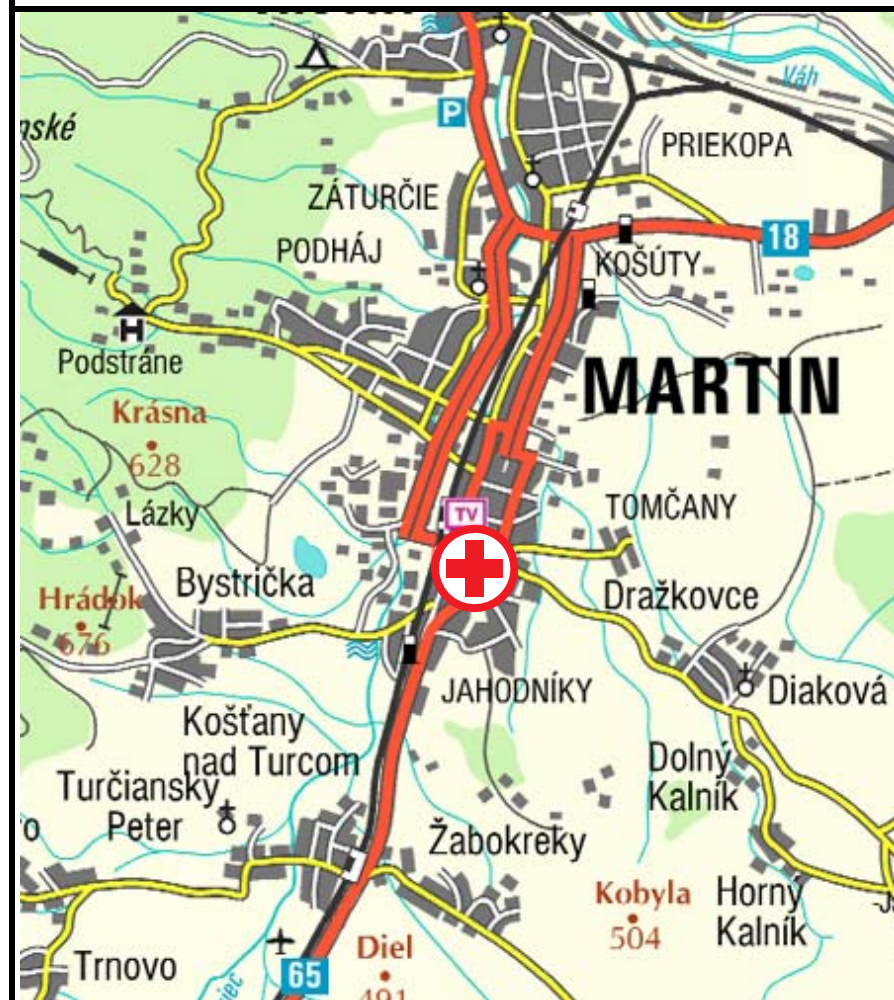 Váh
PRIEKOPA
P
ZÁTURČIE
PODHÁJ
18
KOŠÚTY
H
Podstráne
MARTIN
Krásna
628
Lázky
TV
TOMČANY
Bystrička
Hrádok
676
Dražkovce
JAHODNÍKY
Diaková
Košťany
nad Turcom
Dolný
Kalník
Turčiansky
Peter
Žabokreky
Kobyla
504
Horný
Kalník
Trnovo
65
Diel
491